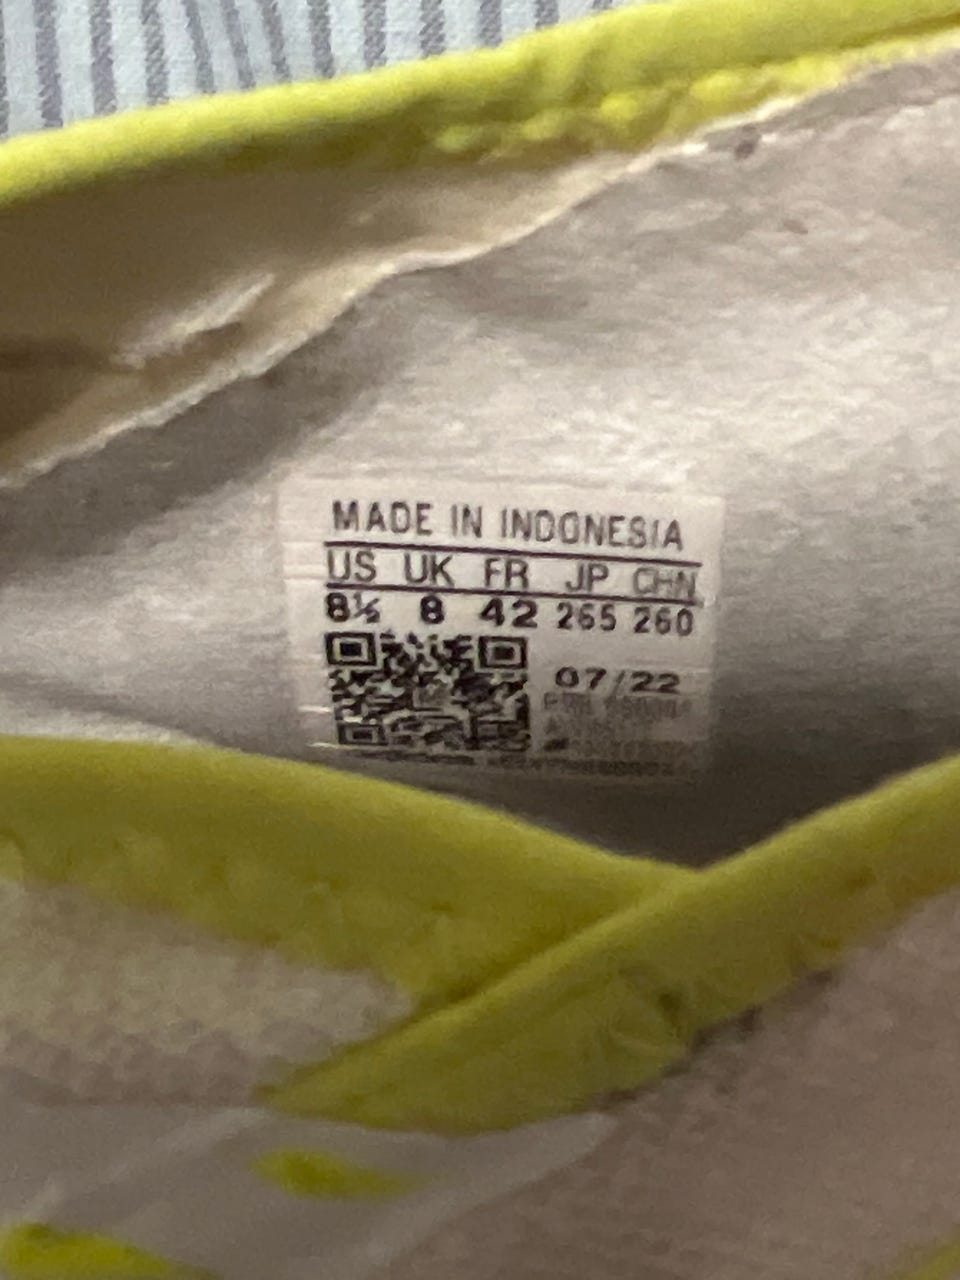 MADE IN INDONESIA
US UK FR JP CHN
8½ 8 42 265 260
07/22